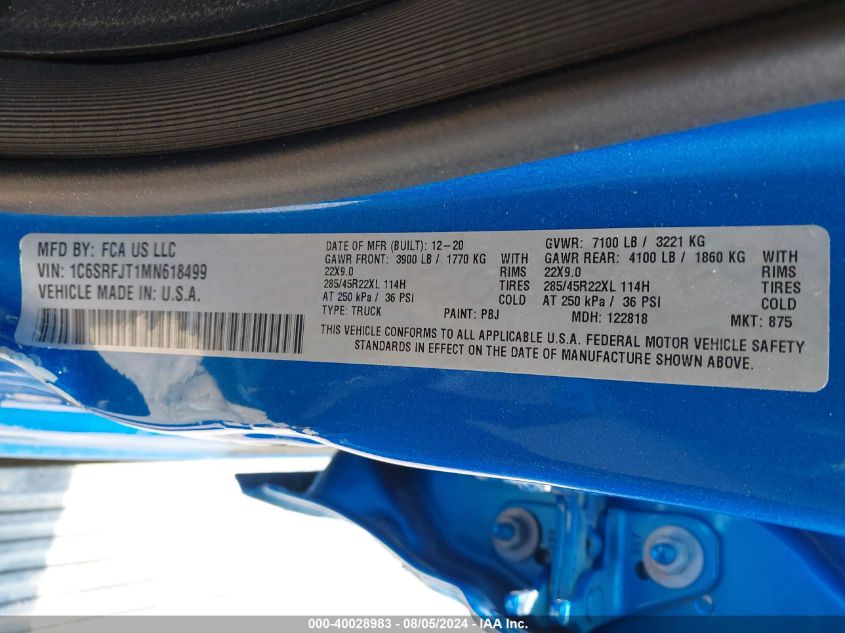 MFD BY: FCA US LLC
VIN: 1C6SRFJT1MN618499
VEHICLE MADE IN: U.S.A.
DATE OF MFR (BUILT): 12-20
GVWR: 7100 LB / 3221 KG
GAWR FRONT: 3900 LB / 1770 KG WITH
GAWR REAR: 4100 LB / 1860 KG WITH
22X9.0 RIMS
22X9.0 RIMS
285/45R22XL 114H TIRES
285/45R22XL 114H TIRES
AT 250 kPa / 36 PSi COLD
AT 250 kPa / 36 PSI COLD
TYPE: TRUCK PAINT: PBJ MDH: 122818 MKT: 875
THIS VEHICLE CONFORMS TO ALL APPLICABLE U.S.A. FEDERAL MOTOR VEHICLE SAFETY
STANDARDS IN EFFECT ON THE DATE OF MANUFACTURE SHOWN ABOVE.
000-40028983 - 08/05/2024 - IAA Inc.